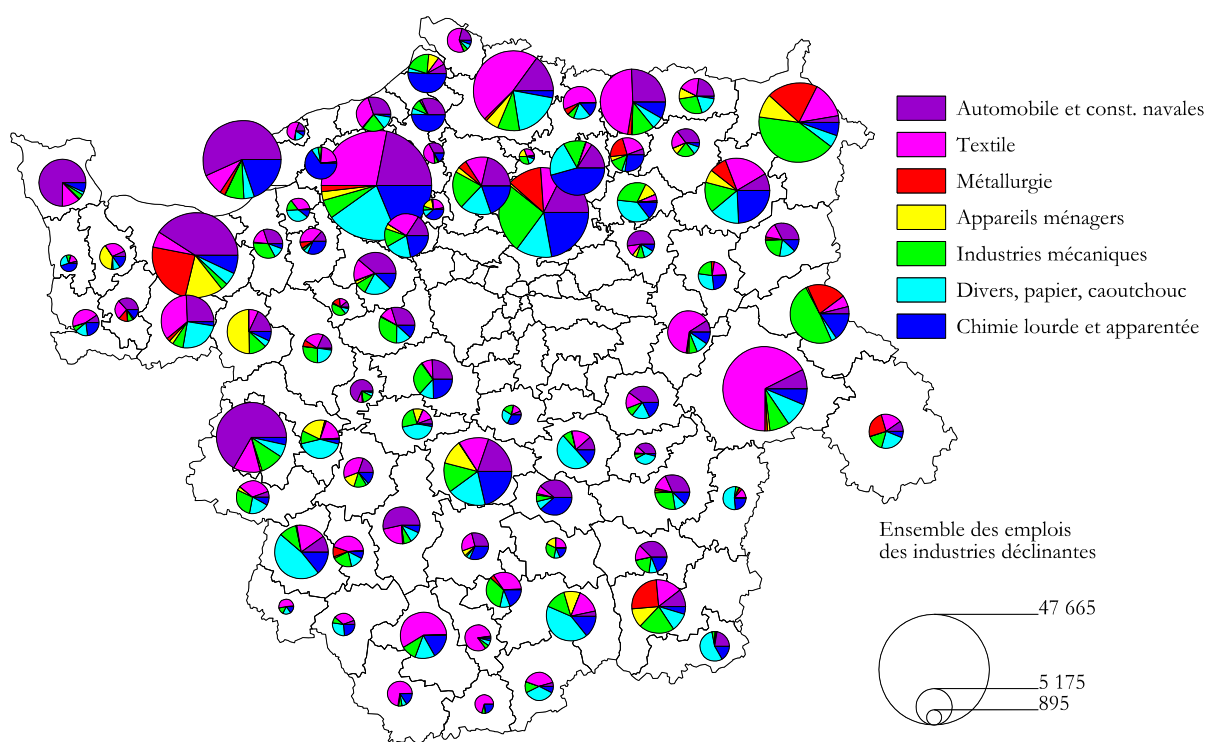 Automobile et const. navales
Textile
Métallurgie
Appareils ménagers
Industries mécaniques
Divers, papier, caoutchouc
Chimie lourde et apparentée
Ensemble des emplois
des industries déclinantes
47 665
5 175
895